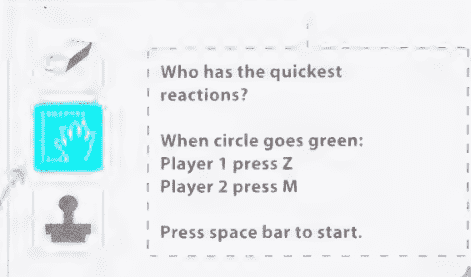 Who has the quickest
reactions?
When circle goes green:
Player 1 press Z
Player 2 press M
Press space bar to start.